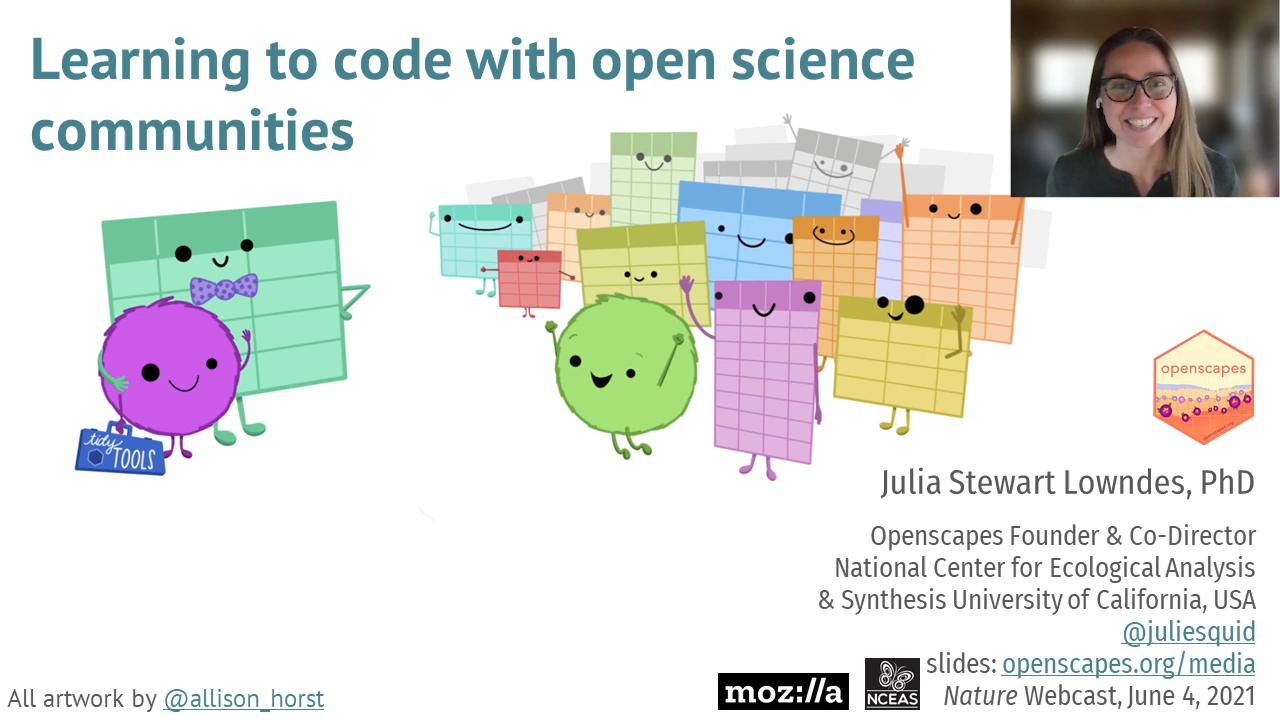 Learning to code with open science
communities
openscapes
tidy
TOOLS
Julia Stewart Lowndes, PhD
Openscapes Founder & Co-Director
National Center for Ecological Analysis
& Synthesis University of California, USA
@juliesquid
slides: openscapes.org/media
Nature Webcast, June 4, 2021
moz://a
NCEAS
All artwork by @allison_horst